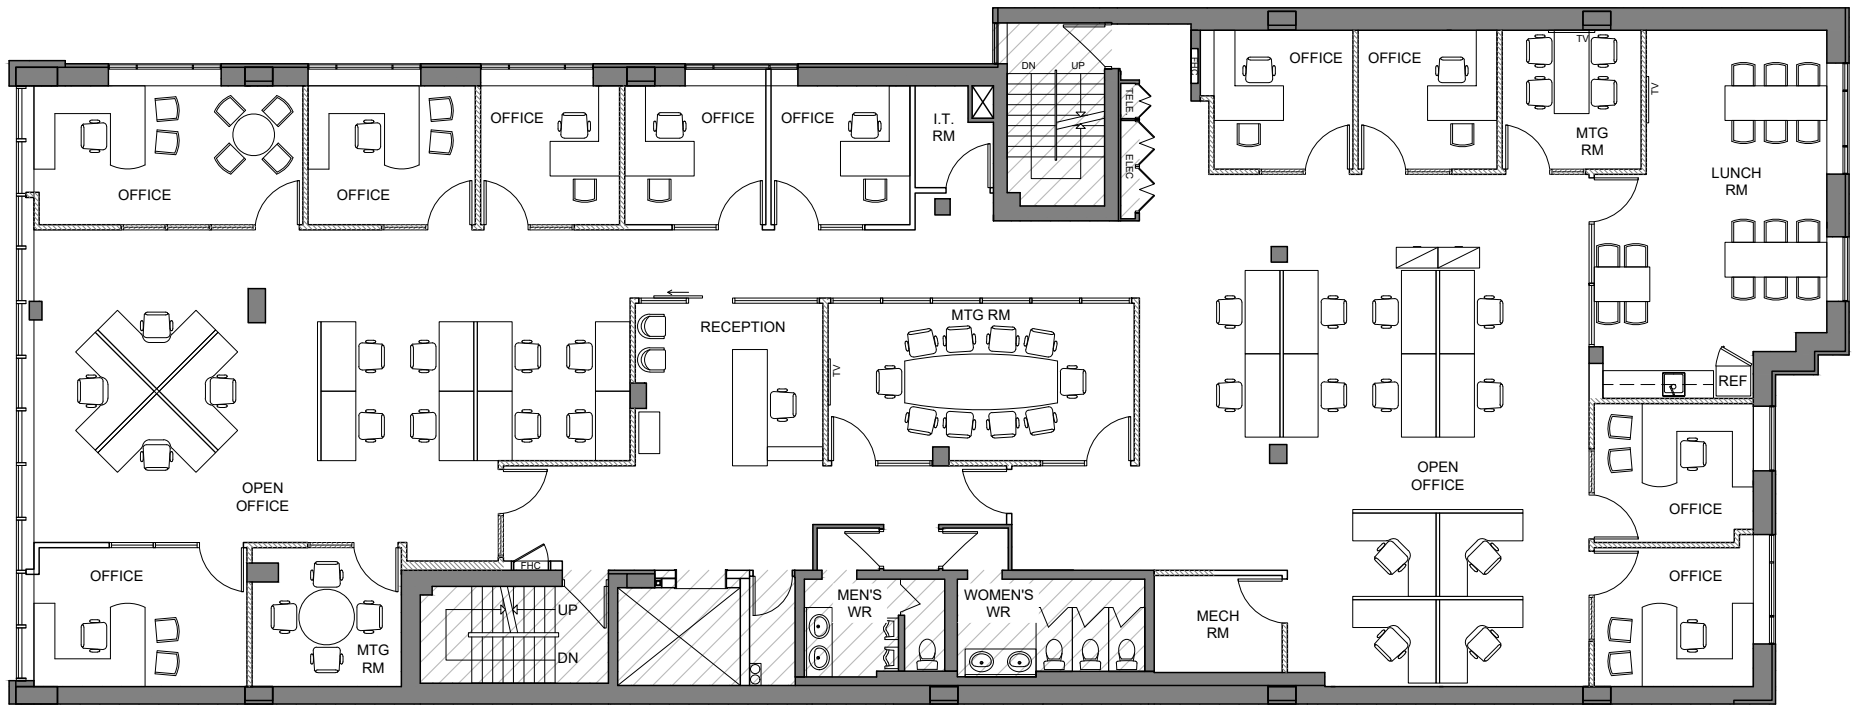 DN
UP
FHC
OFFICE
OFFICE
TV
MTG
RM
TV
TELE.
ELEC
OFFICE
OFFICE
OFFICE
OFFICE
OFFICE
I.T.
RM
LUNCH
RM
RECEPTION
MTG RM
TV
REF
OPEN
OFFICE
OPEN
OFFICE
OFFICE
OFFICE
MTG
RM
FHC
UP
DN
MEN'S
WR
WOMEN'S
WR
MECH
RM
OFFICE